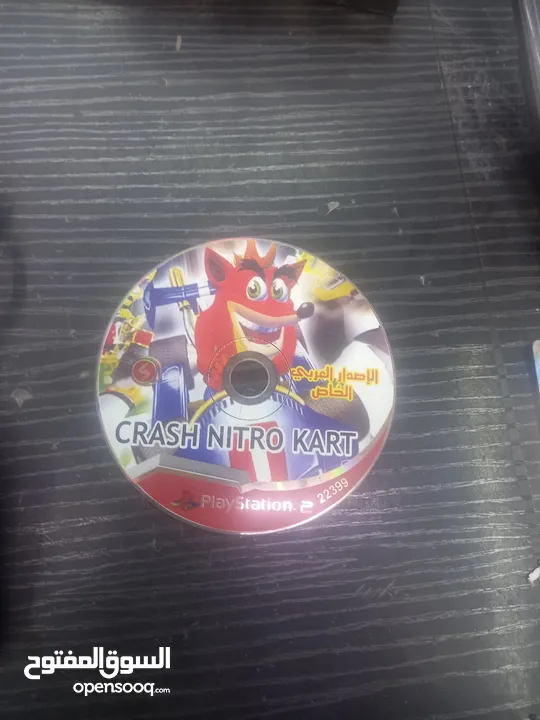 الإصدار العربي
الخاص
CRASH NITRO KART
PlayStation 2
22399
السوق المفتوح
opensooq.com